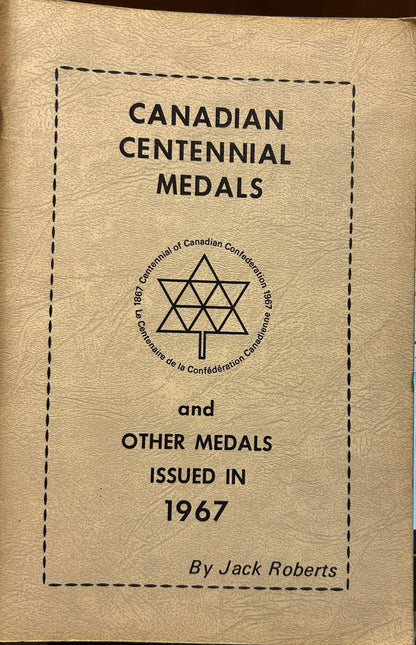 CANADIAN
CENTENNIAL
MEDALS
1867 Centennial of Canadian Confederation 1967
Le Centenaire de la Confédération Canadienne
and
OTHER MEDALS
ISSUED IN
1967
By Jack Roberts